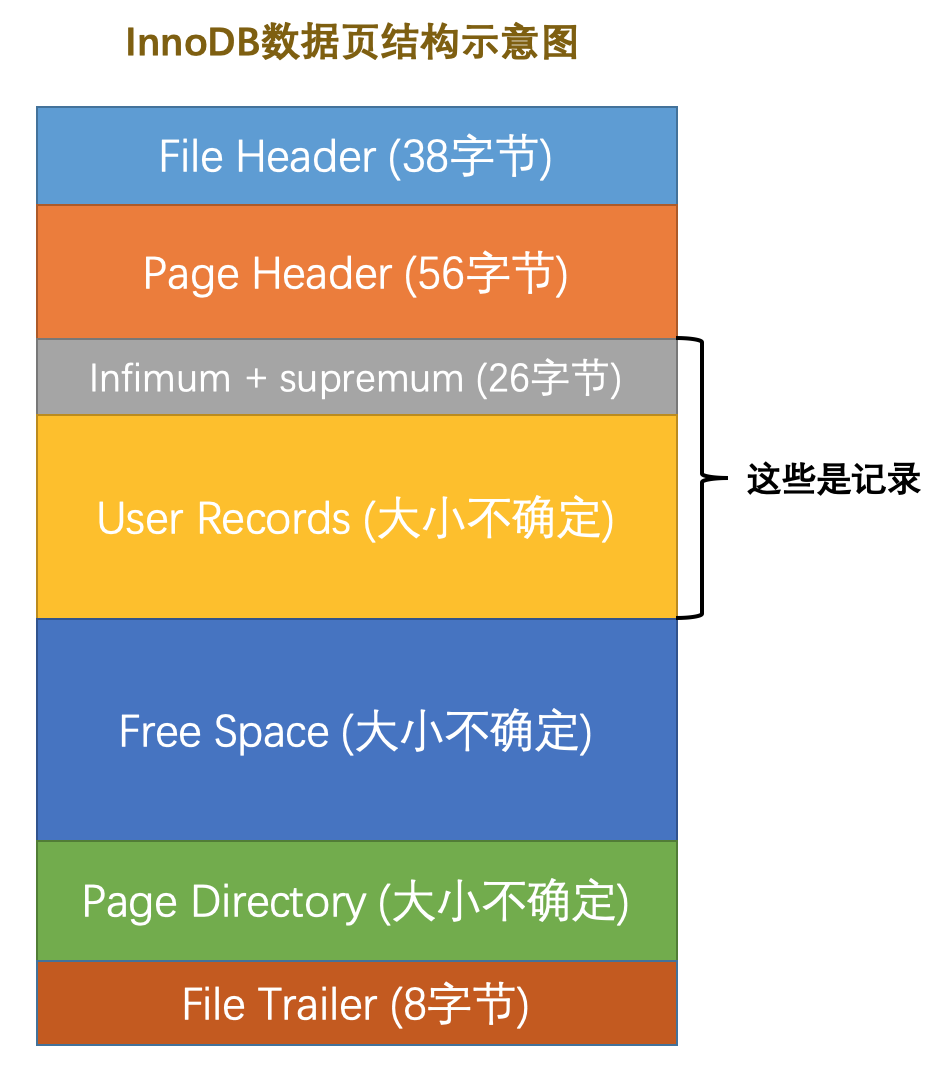 InnoDB数据页结构示意图
File Header (38字节)
Page Header (56字节)
Infimum + supremum (26字节)
这些是记录
User Records (大小不确定)
Free Space (大小不确定)
Page Directory (大小不确定)
File Trailer (8字节)